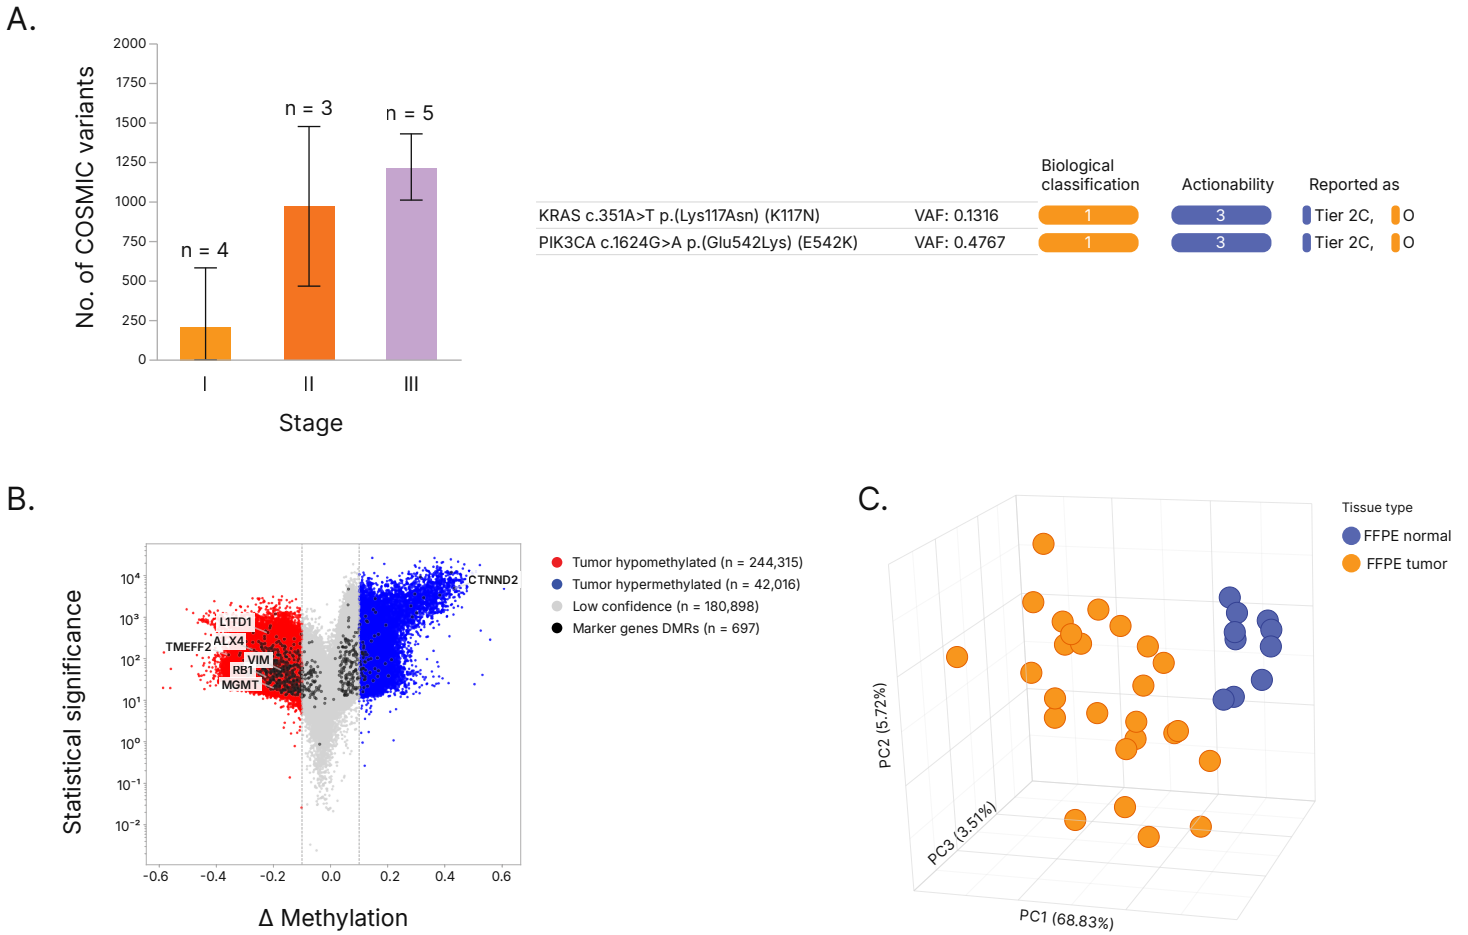 A.
No. of COSMIC variants
2000
1750
1500
1250
1000
750
500
250
0
n = 4
n = 3
n = 5
I
II
III
Stage
Biological classification
Actionability
Reported as
KRAS c.351A>T p.(Lys117Asn) (K117N) VAF: 0.1316 1 3 Tier 2C, O
PIK3CA c.1624G>A p.(Glu542Lys) (E542K) VAF: 0.4767 1 3 Tier 2C, O
B.
Statistical significance
10⁴
10³
10²
10¹
10⁰
10⁻¹
10⁻²
CTNND2
L1TD1
ALX4
TMEFF2
VIM
RB1
MGMT
-0.6 -0.4 -0.2 0.0 0.2 0.4 0.6
Δ Methylation
Tumor hypomethylated (n = 244,315)
Tumor hypermethylated (n = 42,016)
Low confidence (n = 180,898)
Marker genes DMRs (n = 697)
C.
PC2 (5.72%)
PC3 (3.51%)
PC1 (68.83%)
Tissue type
FFPE normal
FFPE tumor